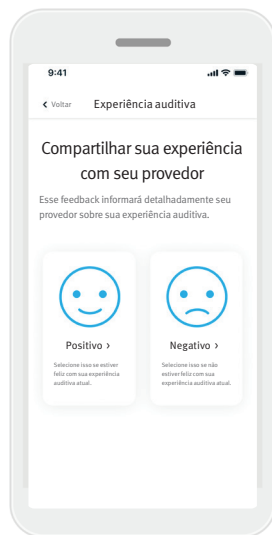 9:41
Voltar
Experiência auditiva
Compartilhar sua experiência
com seu provedor
Esse feedback informará detalhadamente seu
provedor sobre sua experiência auditiva.
Positivo ›
Selecione isso se estiver
feliz com sua experiência
auditiva atual.
Negativo ›
Selecione isso se não
estiver feliz com sua
experiência auditiva atual.